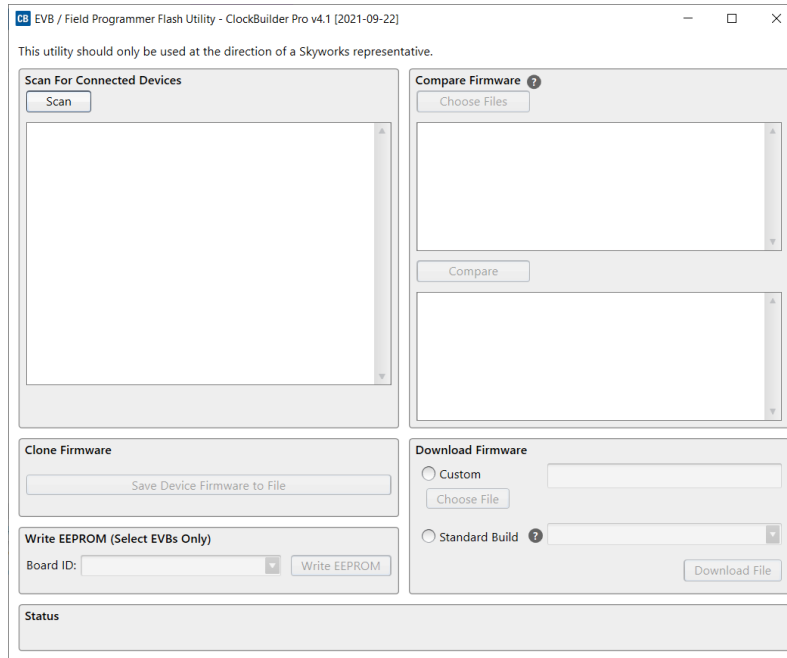 CB EVB / Field Programmer Flash Utility - ClockBuilder Pro v4.1 [2021-09-22]
This utility should only be used at the direction of a Skyworks representative.
Scan For Connected Devices
Scan
Compare Firmware ?
Choose Files
Compare
Clone Firmware
Save Device Firmware to File
Write EEPROM (Select EVBs Only)
Board ID:
Write EEPROM
Download Firmware
Custom
Choose File
Standard Build ?
Download File
Status